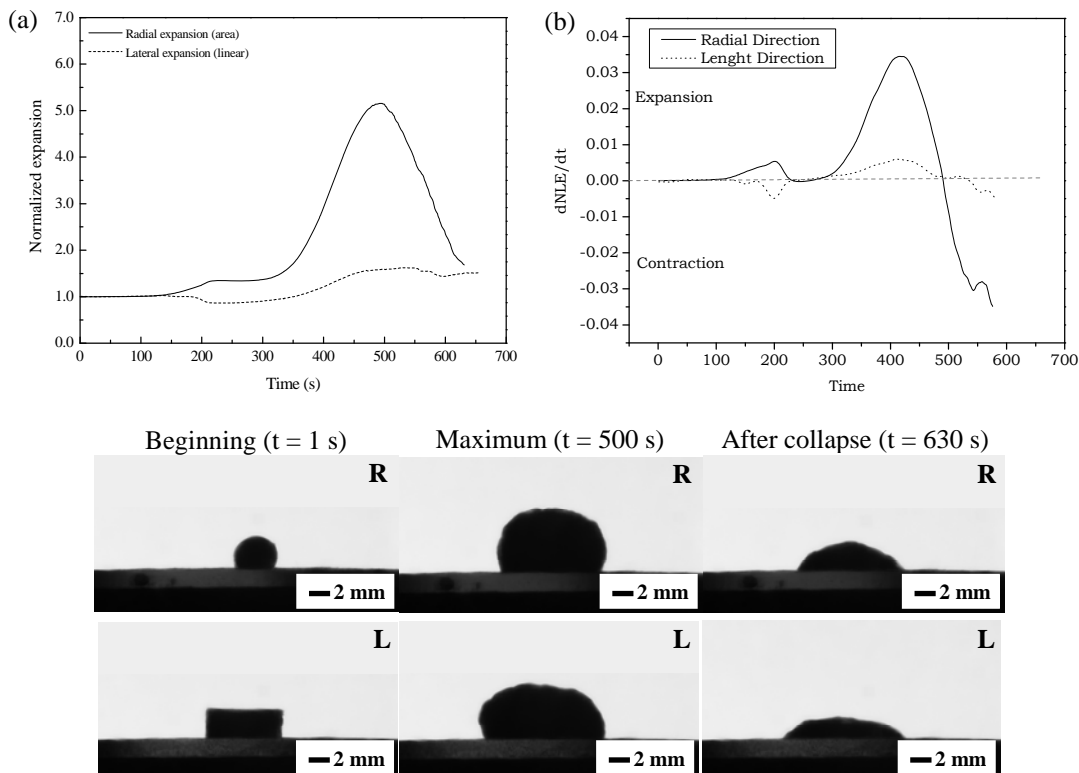 (a)
7.0
Radial expansion (area)
Lateral expansion (linear)
5.0
Normalized expansion
3.0
2.0
1.0
0.0
0 100 200 300 400 500 600 700
Time (s)
(b)
0.04
Radial Direction
Lenght Direction
0.03
Expansion
0.02
0.01
dNLE/dt
0.00
-0.01
-0.02
Contraction
-0.03
-0.04
0 100 200 300 400 500 600 700
Time
Beginning (t = 1 s) Maximum (t = 500 s) After collapse (t = 630 s)
R R R
2 mm 2 mm 2 mm
L L L
2 mm 2 mm 2 mm